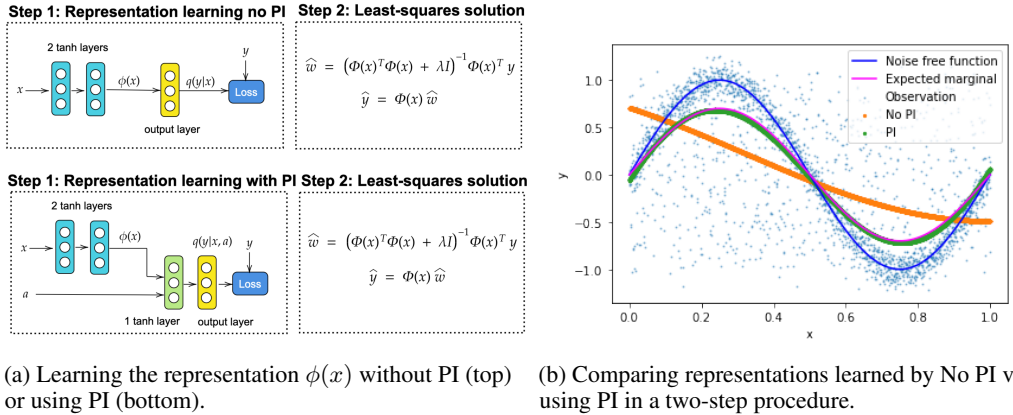 Step 1: Representation learning no PI
Step 2: Least-squares solution
2 tanh layers
x
ϕ(x)
q(y|x)
y
Loss
output layer
ŵ = (Φ(x)ᵀΦ(x) + λI)⁻¹Φ(x)ᵀ y
ŷ = Φ(x) ŵ
Step 1: Representation learning with PI
Step 2: Least-squares solution
2 tanh layers
x
ϕ(x)
q(y|x, a)
y
Loss
a
1 tanh layer
output layer
ŵ = (Φ(x)ᵀΦ(x) + λI)⁻¹Φ(x)ᵀ y
ŷ = Φ(x) ŵ
(a) Learning the representation ϕ(x) without PI (top)
or using PI (bottom).
Noise free function
Expected marginal
Observation
No PI
PI
y
1.0
0.5
0.0
−0.5
−1.0
0.0 0.2 0.4 0.6 0.8 1.0
x
(b) Comparing representations learned by No PI v
using PI in a two-step procedure.